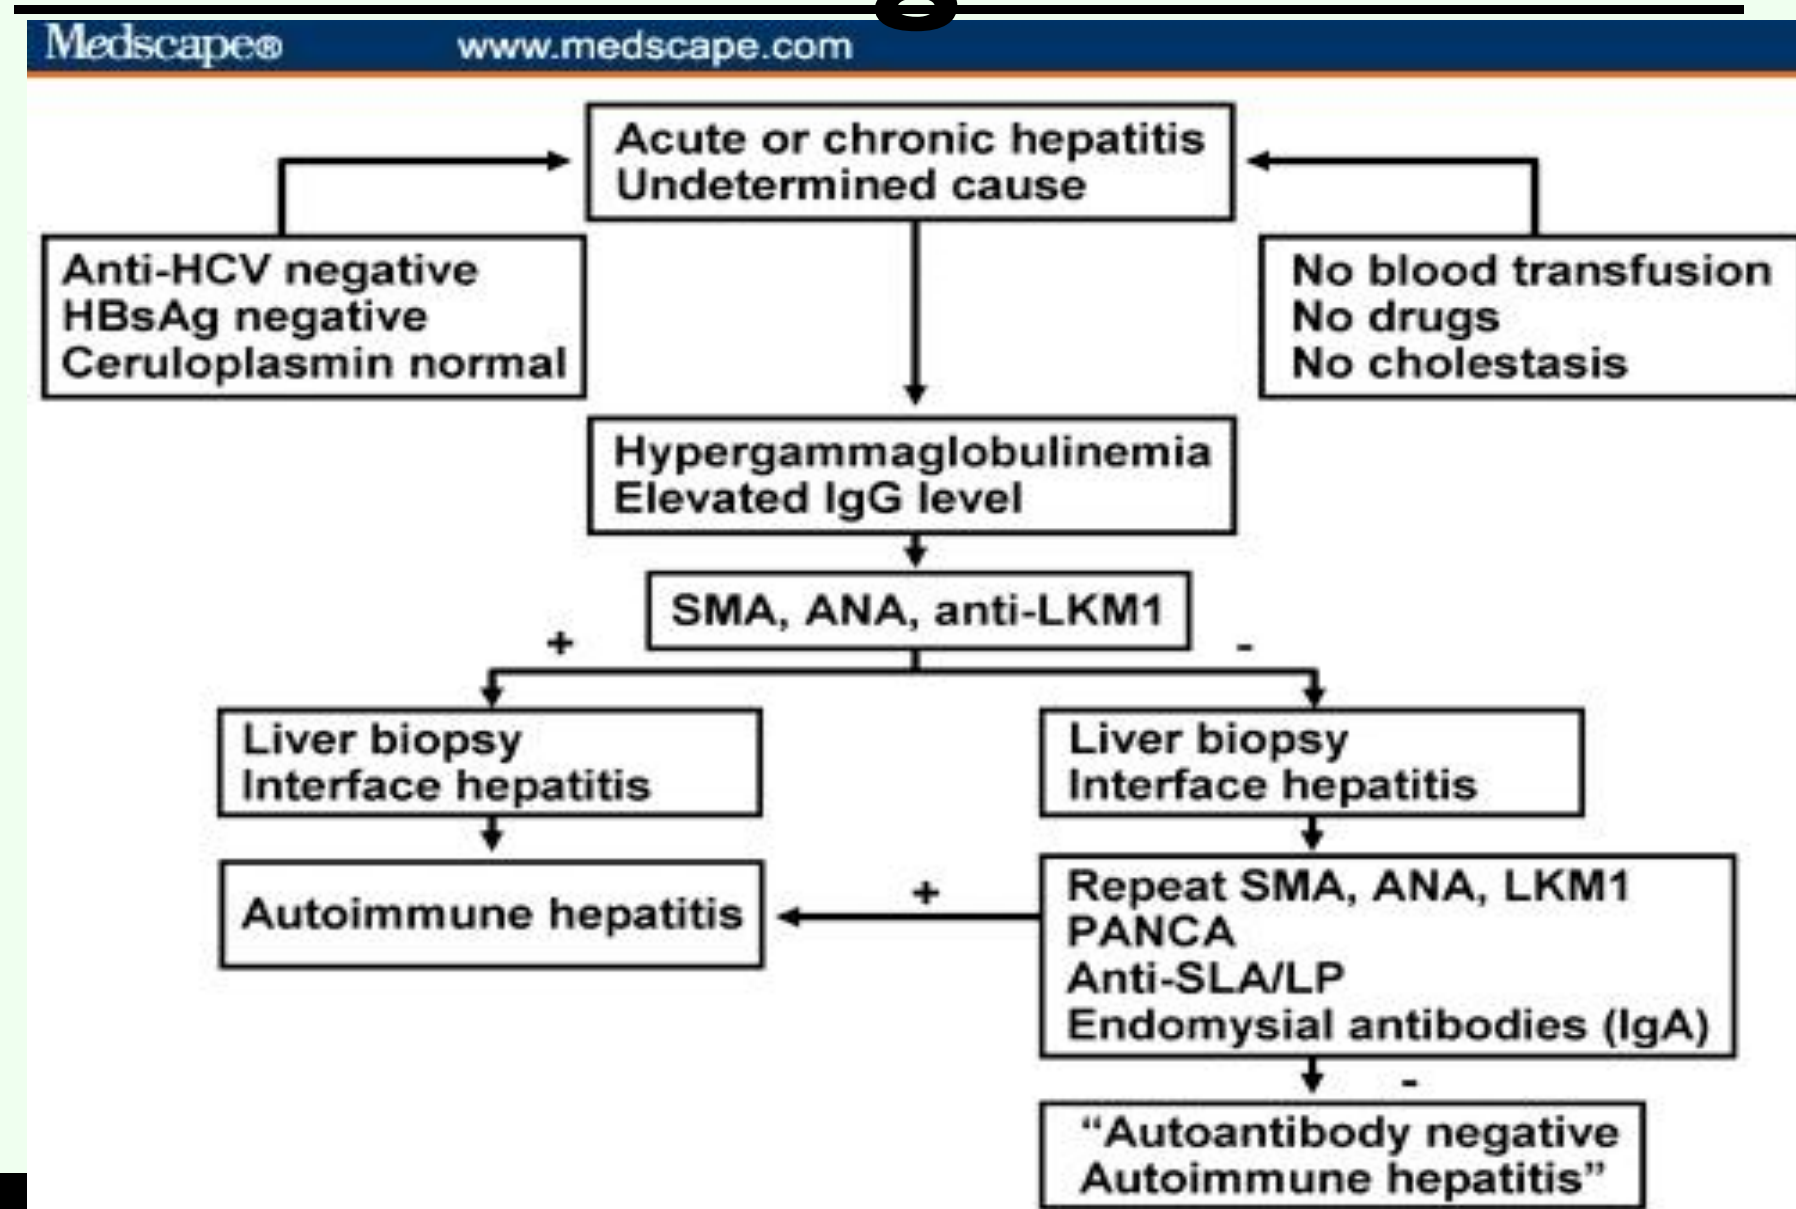 Medscape® www.medscape.com
Acute or chronic hepatitis
Undetermined cause
Anti-HCV negative
HBsAg negative
Ceruloplasmin normal
No blood transfusion
No drugs
No cholestasis
Hypergammaglobulinemia
Elevated IgG level
SMA, ANA, anti-LKM1
+
-
Liver biopsy
Interface hepatitis
Liver biopsy
Interface hepatitis
Autoimmune hepatitis
+
Repeat SMA, ANA, LKM1
PANCA
Anti-SLA/LP
Endomysial antibodies (IgA)
-
“Autoantibody negative
Autoimmune hepatitis”